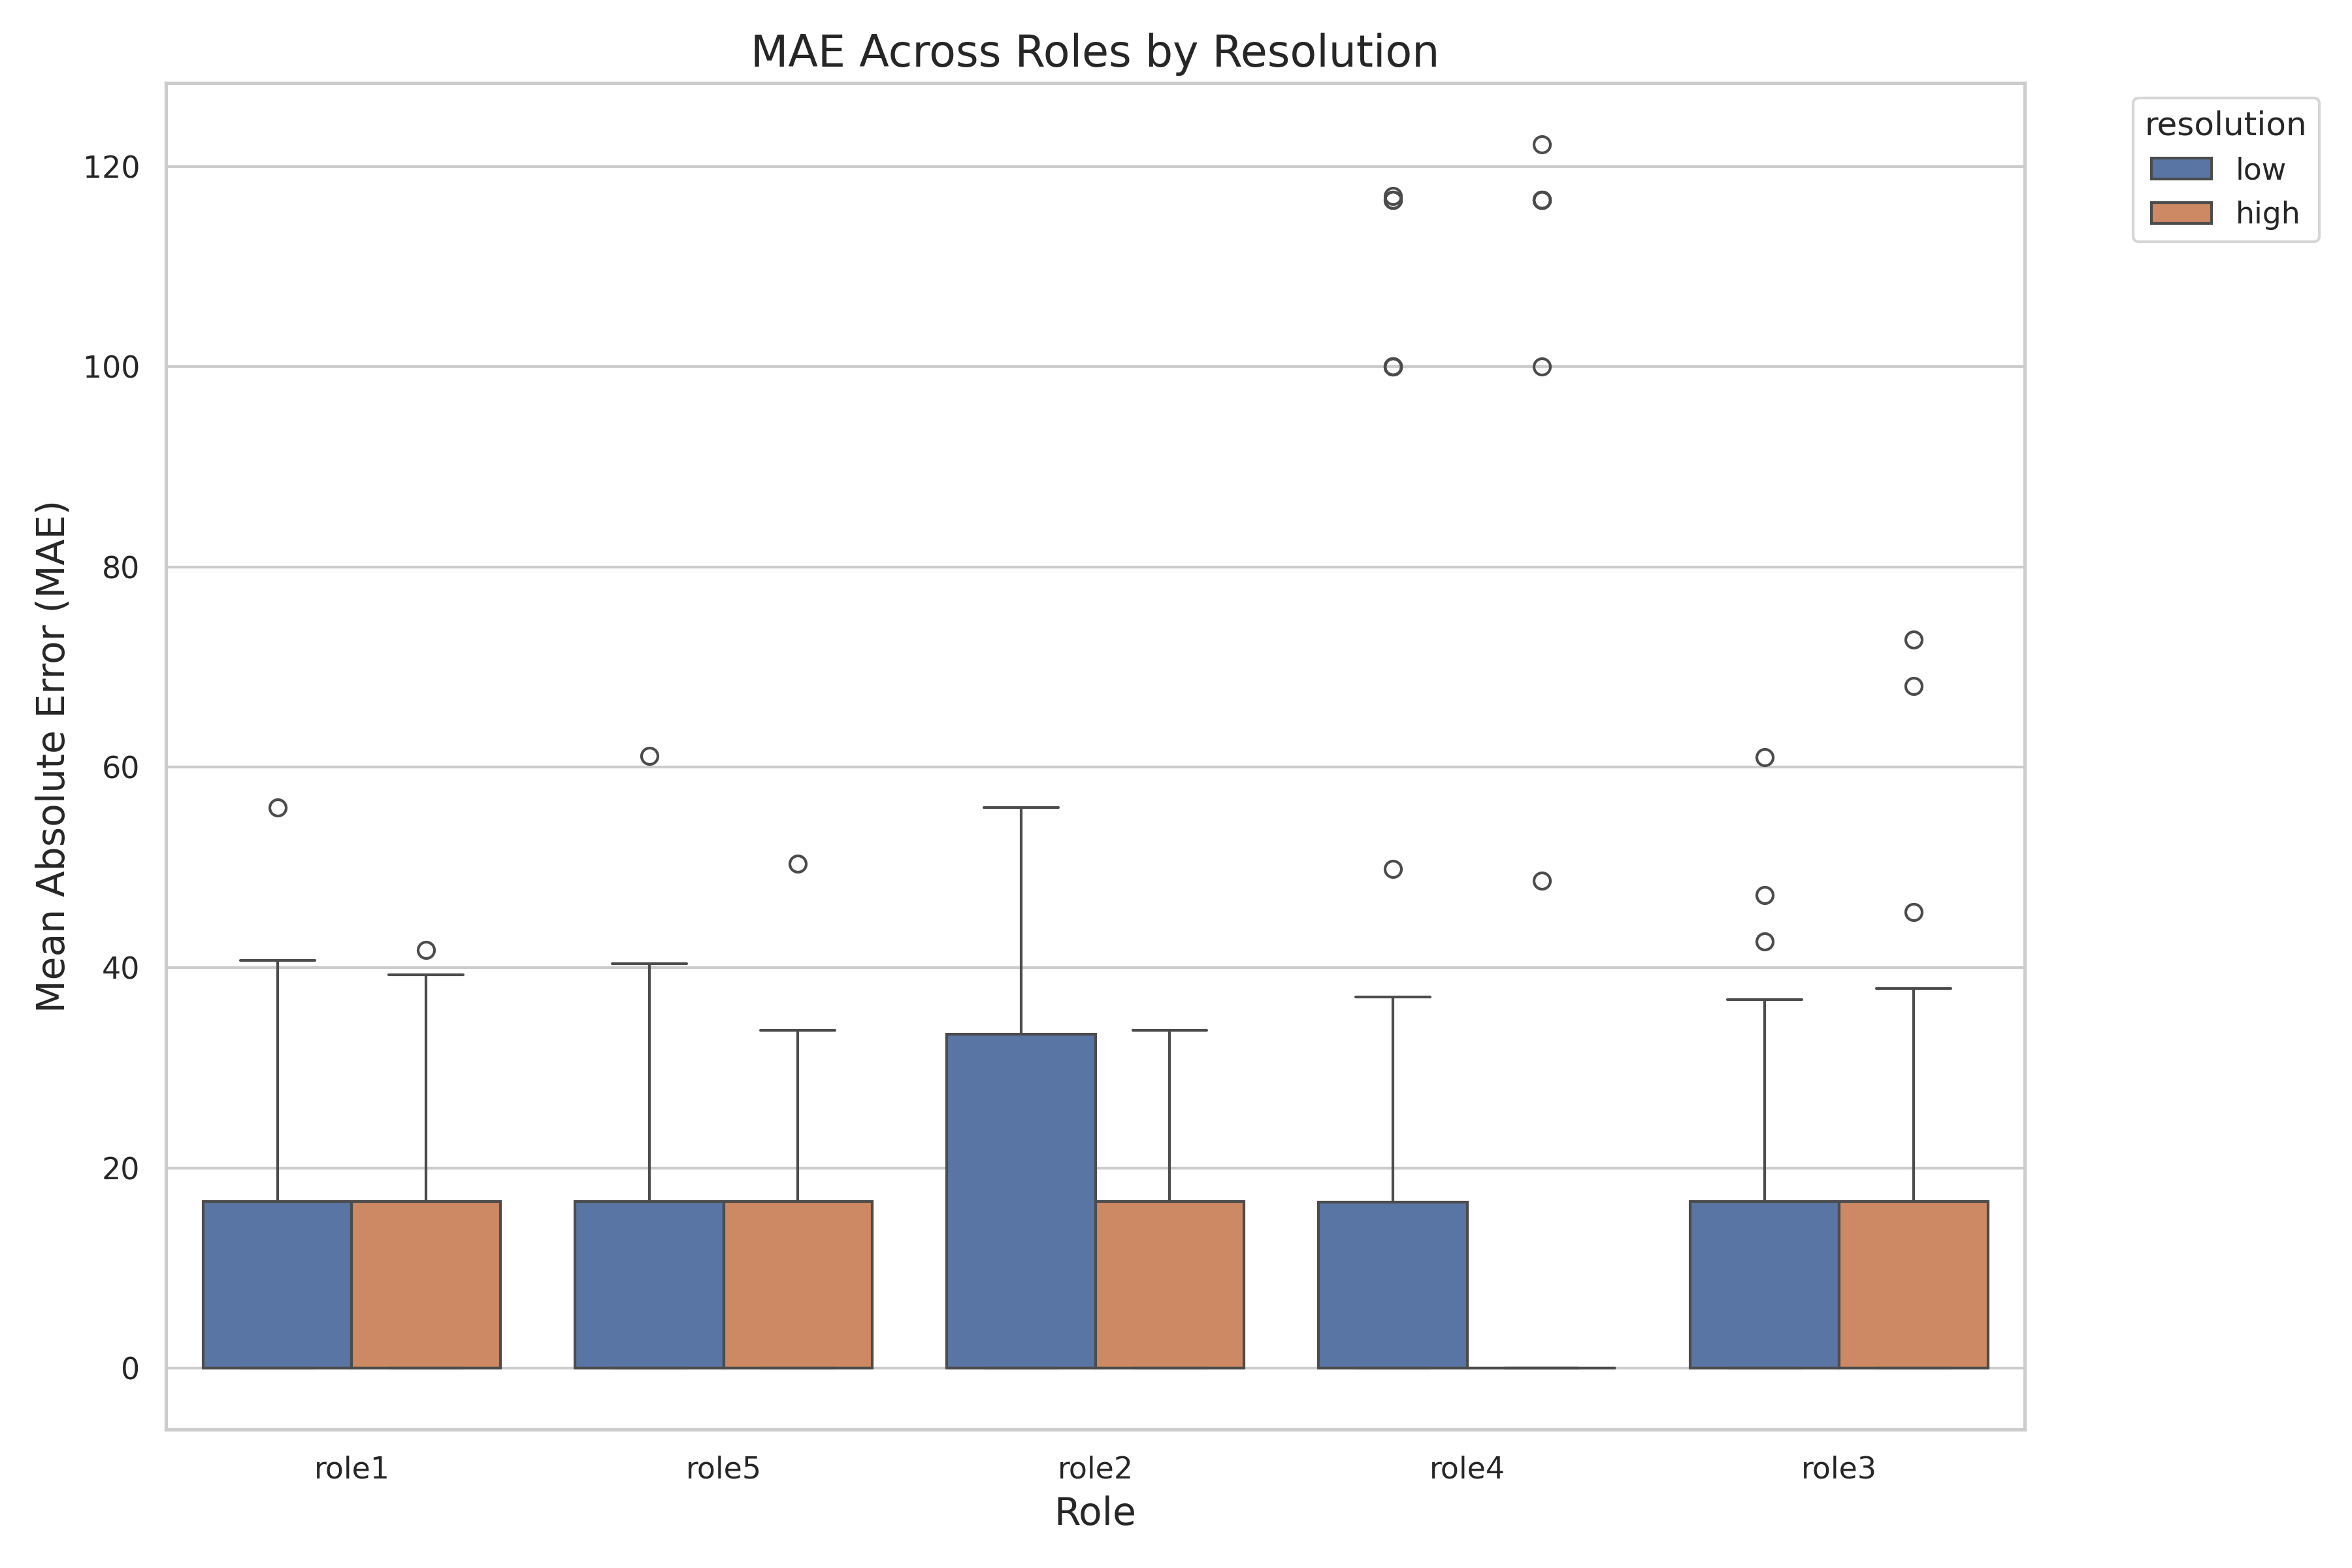 MAE Across Roles by Resolution
resolution
low
high
Mean Absolute Error (MAE)
120
100
80
60
40
20
0
role1
role5
role2
role4
role3
Role